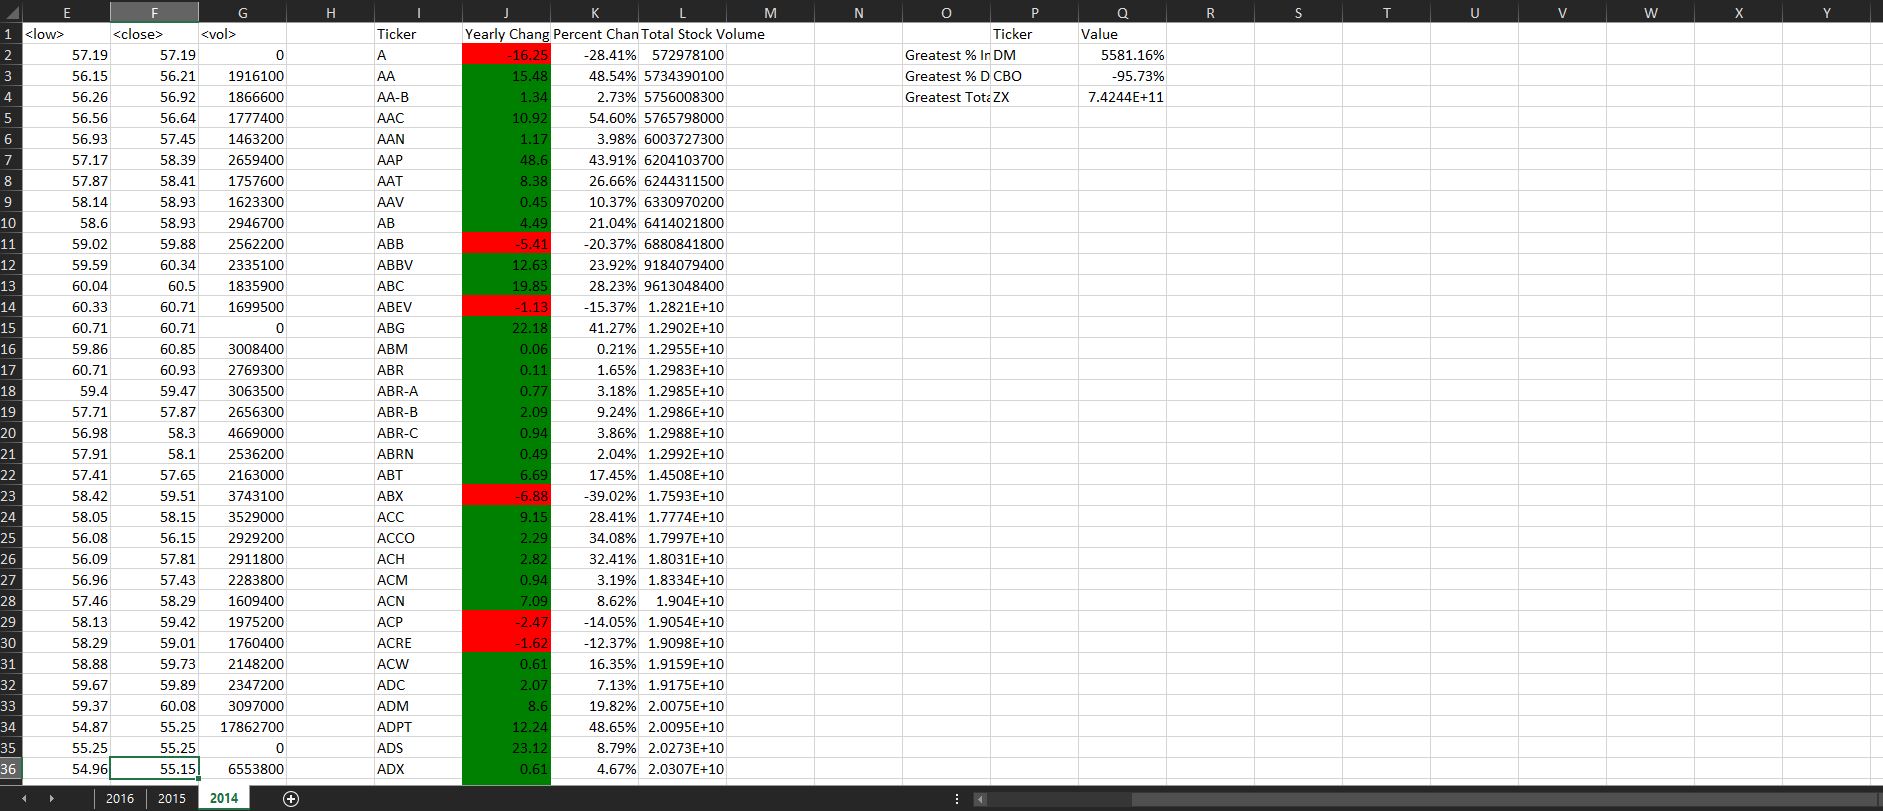 E F G H I J K L M N O P Q R S T U V W X Y
1 <low> <close> <vol> Ticker Yearly Chang Percent Chan Total Stock Volume Ticker Value
2 57.19 57.19 0 A -16.25 -28.41% 572978100 Greatest % In DM 5581.16%
3 56.15 56.21 1916100 AA 15.48 48.54% 5734390100 Greatest % D CBO -95.73%
4 56.26 56.92 1866600 AA-B 1.34 2.73% 5756008300 Greatest Tota ZX 7.4244E+11
5 56.56 56.64 1777400 AAC 10.92 54.60% 5765798000
6 56.93 57.45 1463200 AAN 1.17 3.98% 6003727300
7 57.17 58.39 2659400 AAP 48.6 43.91% 6204103700
8 57.87 58.41 1757600 AAT 8.38 26.66% 6244311500
9 58.14 58.93 1623300 AAV 0.45 10.37% 6330970200
10 58.6 58.93 2946700 AB 4.49 21.04% 6414021800
11 59.02 59.88 2562200 ABB -5.41 -20.37% 6880841800
12 59.59 60.34 2335100 ABBV 12.63 23.92% 9184079400
13 60.04 60.5 1835900 ABC 19.85 28.23% 9613048400
14 60.33 60.71 1699500 ABEV -1.13 -15.37% 1.2821E+10
15 60.71 60.71 0 ABG 22.18 41.27% 1.2902E+10
16 59.86 60.85 3008400 ABM 0.06 0.21% 1.2955E+10
17 60.71 60.93 2769300 ABR 0.11 1.65% 1.2983E+10
18 59.4 59.47 3063500 ABR-A 0.77 3.18% 1.2985E+10
19 57.71 57.87 2656300 ABR-B 2.09 9.24% 1.2986E+10
20 56.98 58.3 4669000 ABR-C 0.94 3.86% 1.2988E+10
21 57.91 58.1 2536200 ABRN 0.49 2.04% 1.2992E+10
22 57.41 57.65 2163000 ABT 6.69 17.45% 1.4508E+10
23 58.42 59.51 3743100 ABX -6.88 -39.02% 1.7593E+10
24 58.05 58.15 3529000 ACC 9.15 28.41% 1.7774E+10
25 56.08 56.15 2929200 ACCO 2.29 34.08% 1.7997E+10
26 56.09 57.81 2911800 ACH 2.82 32.41% 1.8031E+10
27 56.96 57.43 2283800 ACM 0.94 3.19% 1.8334E+10
28 57.46 58.29 1609400 ACN 7.09 8.62% 1.904E+10
29 58.13 59.42 1975200 ACP -2.47 -14.05% 1.9054E+10
30 58.29 59.01 1760400 ACRE -1.62 -12.37% 1.9098E+10
31 58.88 59.73 2148200 ACW 0.61 16.35% 1.9159E+10
32 59.67 59.89 2347200 ADC 2.07 7.13% 1.9175E+10
33 59.37 60.08 3097000 ADM 8.6 19.82% 2.0075E+10
34 54.87 55.25 17862700 ADPT 12.24 48.65% 2.0095E+10
35 55.25 55.25 0 ADS 23.12 8.79% 2.0273E+10
36 54.96 55.15 6553800 ADX 0.61 4.67% 2.0307E+10
2016 2015 2014